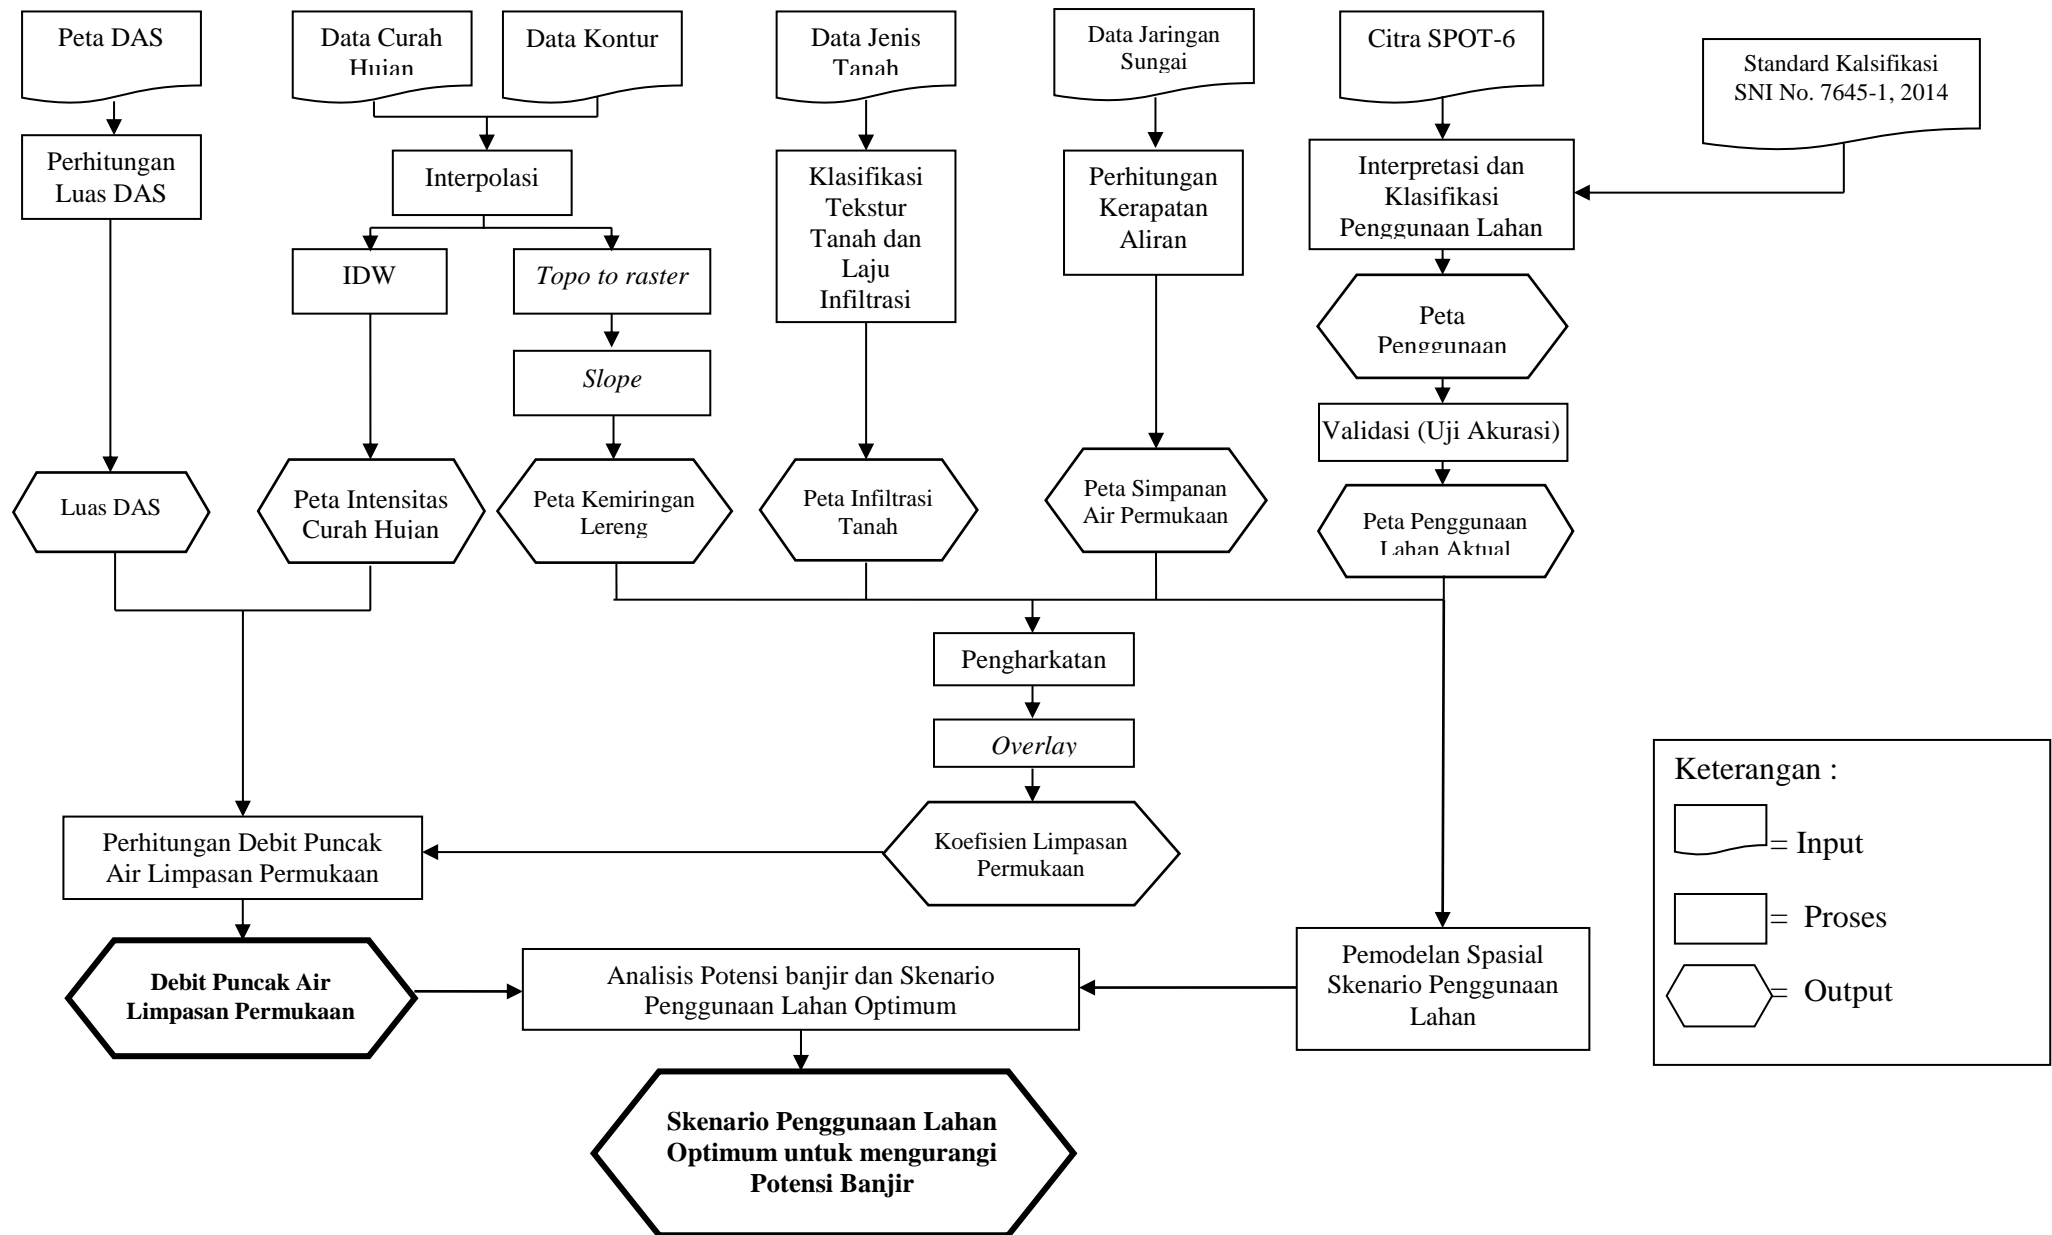 Peta DAS
Data Curah
Hujan
Data Kontur
Data Jenis
Tanah
Data Jaringan
Sungai
Citra SPOT-6
Standard Kalsifikasi
SNI No. 7645-1, 2014
Perhitungan
Luas DAS
Interpolasi
Klasifikasi
Tekstur
Tanah dan
Laju
Infiltrasi
Perhitungan
Kerapatan
Aliran
Interpretasi dan
Klasifikasi
Penggunaan Lahan
IDW
Topo to raster
Slope
Peta
Penggunaan
Validasi (Uji Akurasi)
Luas DAS
Peta Intensitas
Curah Hujan
Peta Kemiringan
Lereng
Peta Infiltrasi
Tanah
Peta Simpanan
Air Permukaan
Peta Penggunaan
Lahan Aktual
Pengharkatan
Overlay
Koefisien Limpasan
Permukaan
Perhitungan Debit Puncak
Air Limpasan Permukaan
Debit Puncak Air
Limpasan Permukaan
Analisis Potensi banjir dan Skenario
Penggunaan Lahan Optimum
Pemodelan Spasial
Skenario Penggunaan
Lahan
Skenario Penggunaan Lahan
Optimum untuk mengurangi
Potensi Banjir
Keterangan :
= Input
= Proses
= Output